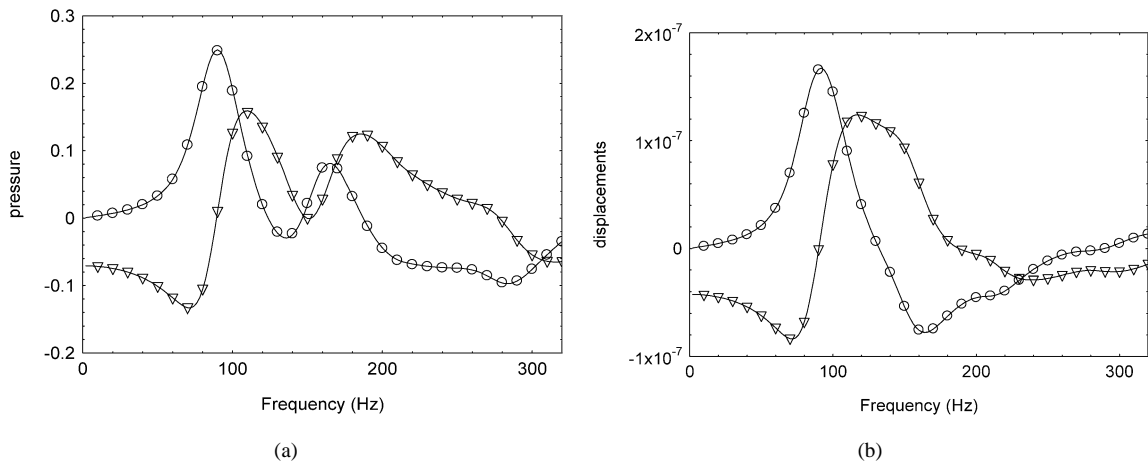 0.3
0.2
0.1
0
-0.1
-0.2
pressure
0
100
200
300
Frequency (Hz)
(a)
2x10^-7
1x10^-7
0
-1x10^-7
displacements
0
100
200
300
Frequency (Hz)
(b)